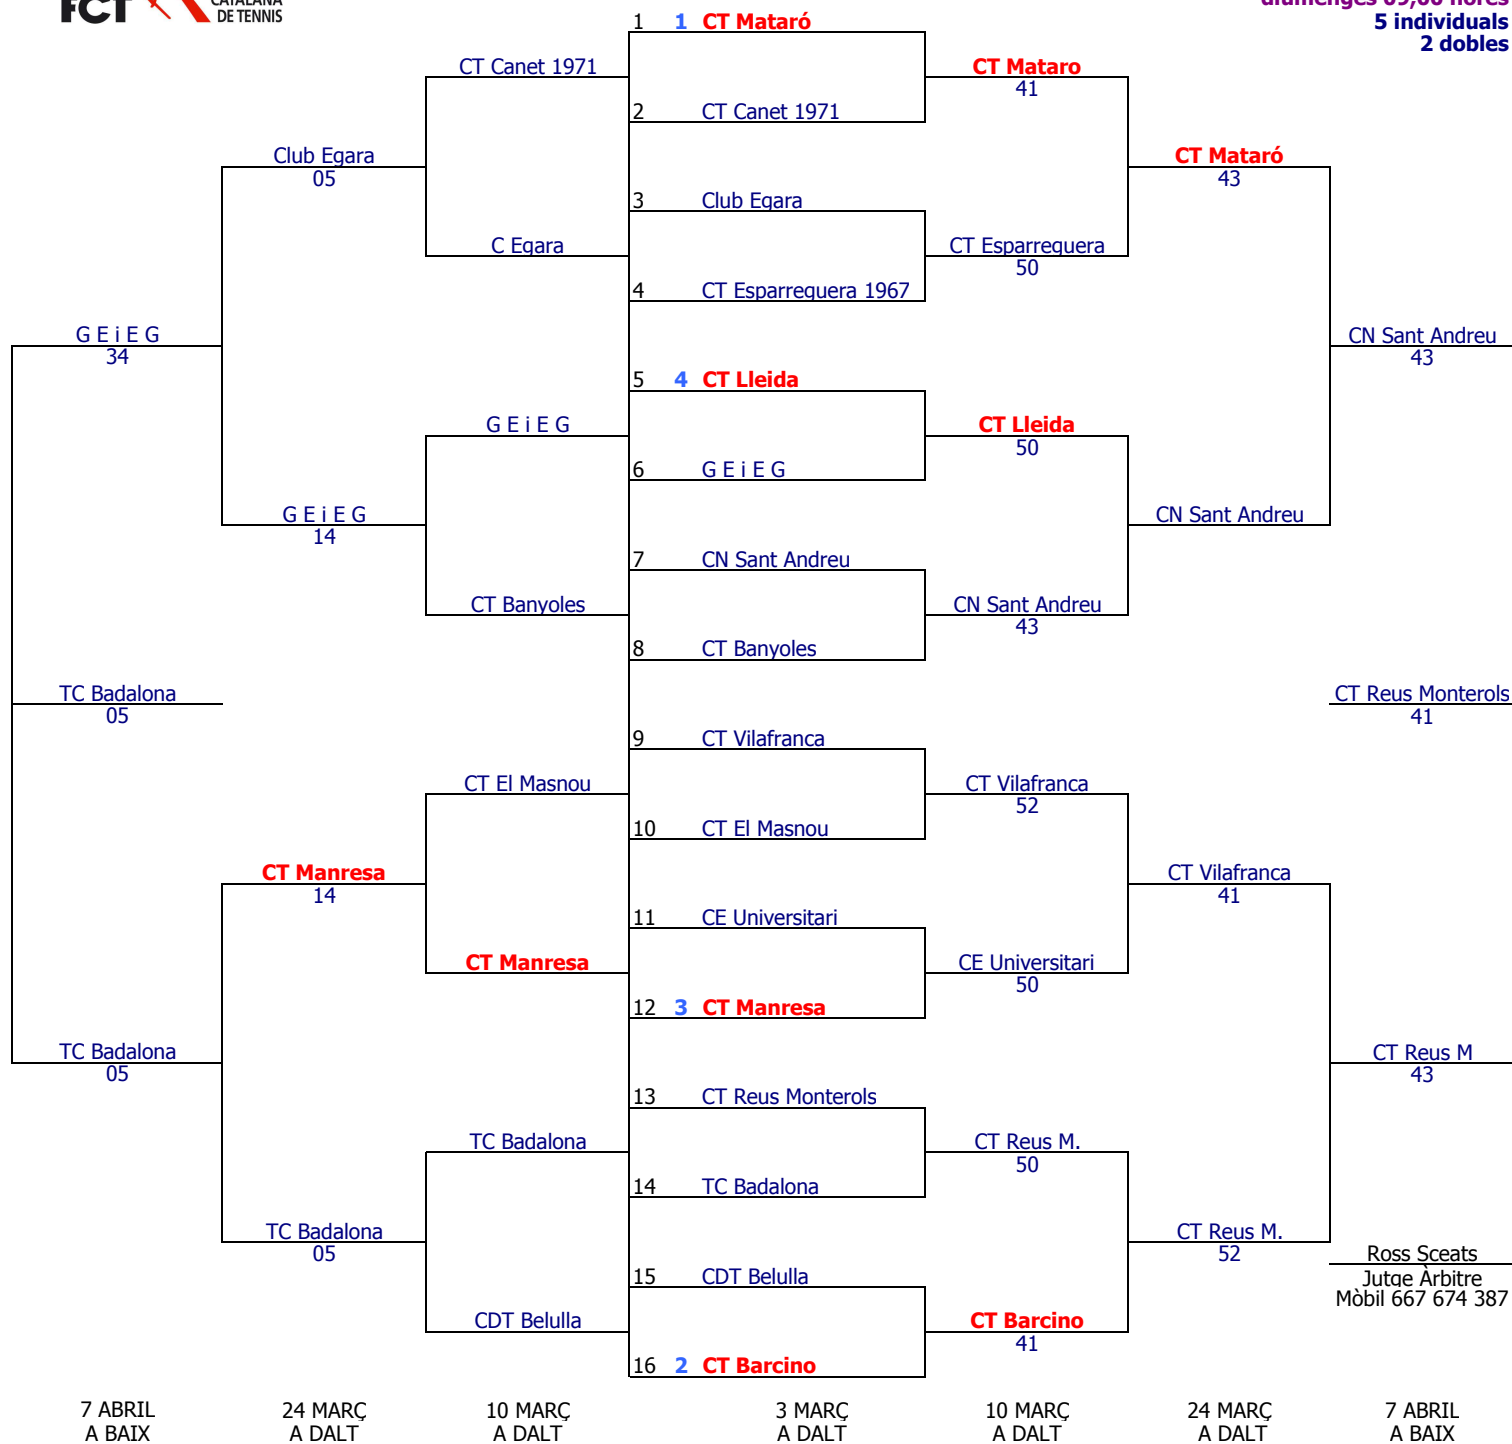 FCT
CATALANA
DE TENNIS
diumenges 09,00 hores
5 individuals
2 dobles
1 1 CT Mataró
CT Canet 1971
CT Mataro
41
2 CT Canet 1971
Club Egara
05
CT Mataró
43
3 Club Egara
C Egara
CT Esparreguera
50
4 CT Esparreguera 1967
G E i E G
34
CN Sant Andreu
43
5 4 CT Lleida
G E i E G
CT Lleida
50
6 G E i E G
G E i E G
14
CN Sant Andreu
7 CN Sant Andreu
CT Banyoles
CN Sant Andreu
43
8 CT Banyoles
TC Badalona
05
CT Reus Monterols
41
9 CT Vilafranca
CT El Masnou
CT Vilafranca
52
10 CT El Masnou
CT Manresa
14
CT Vilafranca
41
11 CE Universitari
CT Manresa
CE Universitari
50
12 3 CT Manresa
TC Badalona
05
CT Reus M
43
13 CT Reus Monterols
TC Badalona
CT Reus M.
50
14 TC Badalona
TC Badalona
05
CT Reus M.
52
Ross Sceats
Jutge Àrbitre
Mòbil 667 674 387
15 CDT Belulla
CDT Belulla
CT Barcino
41
16 2 CT Barcino
7 ABRIL 24 MARÇ 10 MARÇ 3 MARÇ 10 MARÇ 24 MARÇ 7 ABRIL
A BAIX A DALT A DALT A DALT A DALT A DALT A BAIX